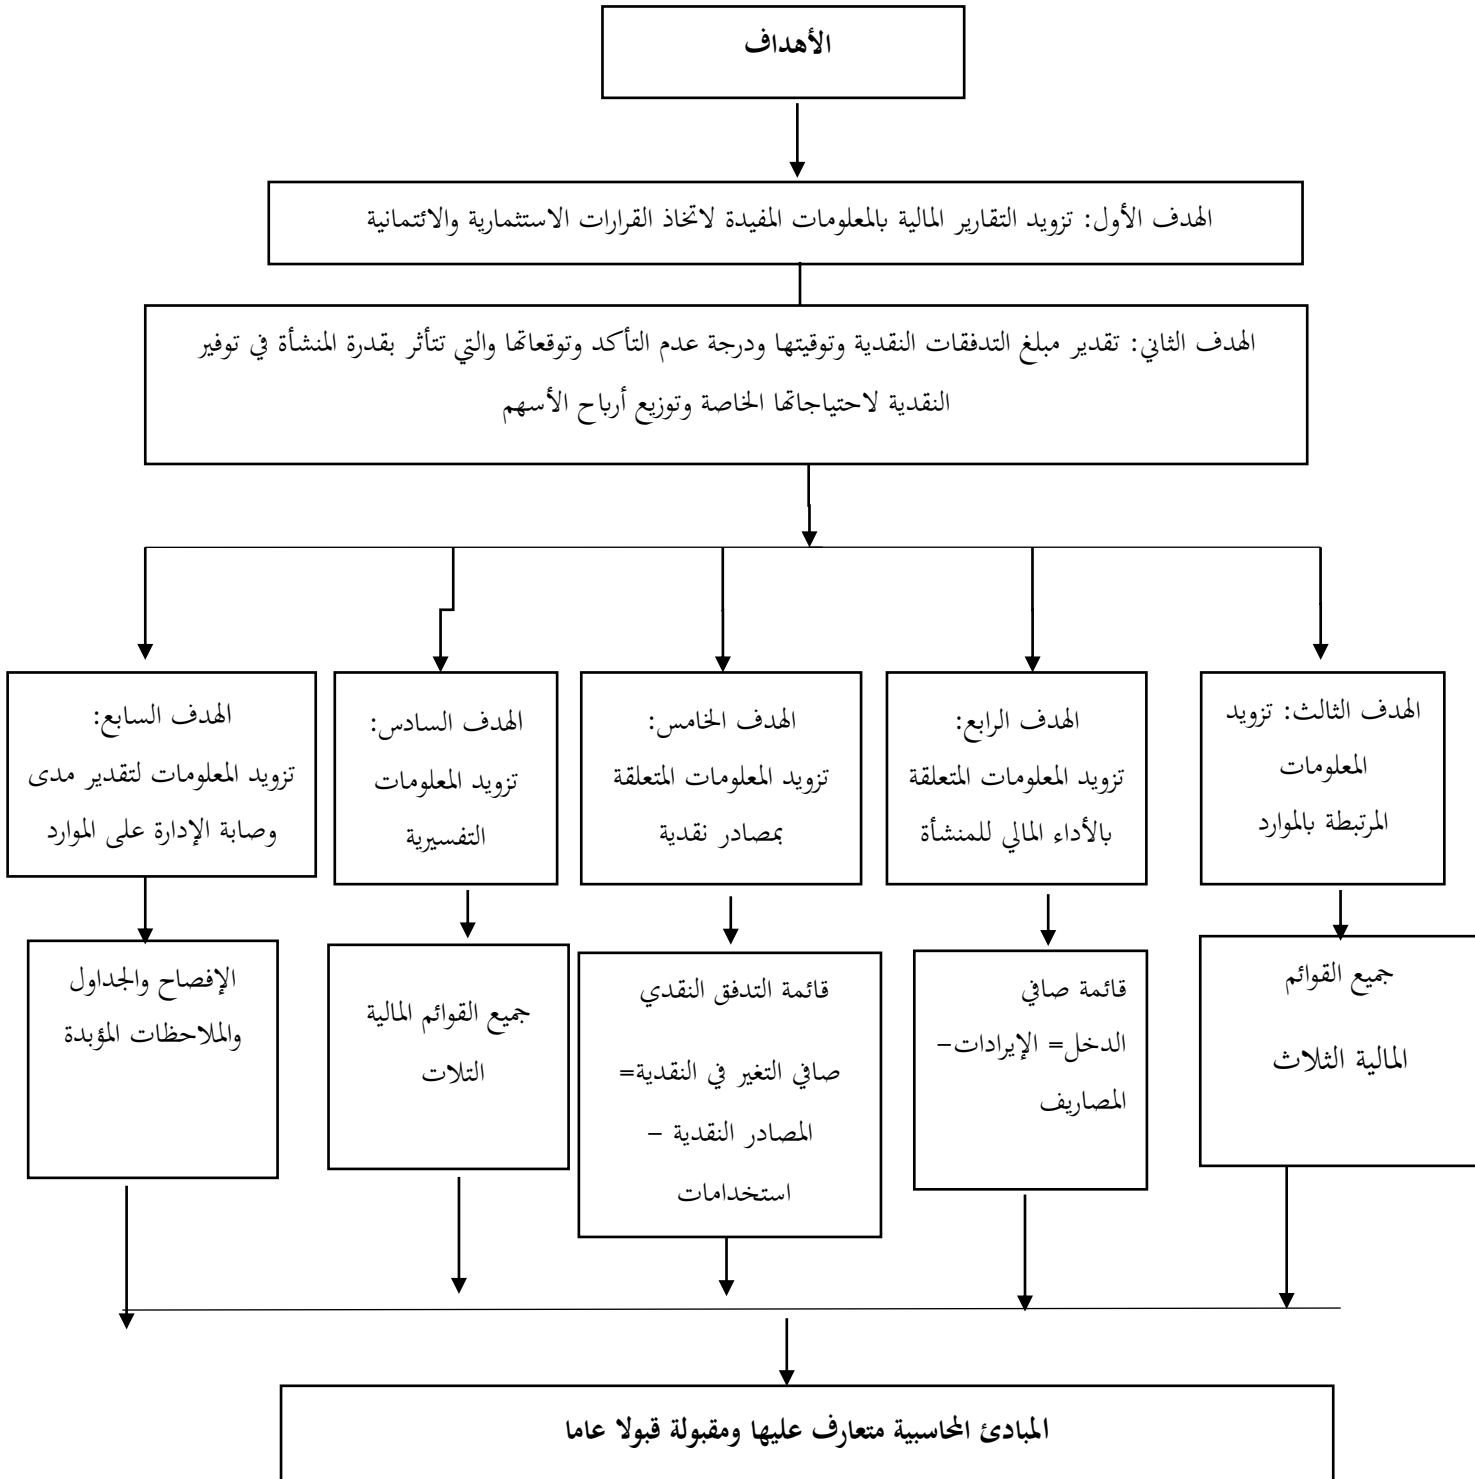 الأهداف
الهدف الأول: تزويد التقارير المالية بالمعلومات المفيدة لاتخاذ القرارات الاستثمارية والائتمانية
الهدف الثاني: تقدير مبلغ التدفقات النقدية وتوقيتها ودرجة عدم التأكد وتوقعاتها والتي تتأثر بقدرة المنشأة في توفير
النقدية لاحتياجاتها الخاصة وتوزيع أرباح الأسهم
الهدف الثالث: تزويد
المعلومات
المرتبطة بالموارد
الهدف الرابع:
تزويد المعلومات المتعلقة
بالأداء المالي للمنشأة
الهدف الخامس:
تزويد المعلومات المتعلقة
بمصادر نقدية
الهدف السادس:
تزويد المعلومات
التفسيرية
الهدف السابع:
تزويد المعلومات لتقدير مدى
وصابة الإدارة على الموارد
جميع القوائم
المالية الثلاث
قائمة صافي
الدخل= الإيرادات–
المصاريف
قائمة التدفق النقدي
صافي التغير في النقدية=
المصادر النقدية –
استخدامات
جميع القوائم المالية
التلات
الإفصاح والجداول
والملاحظات المؤبدة
المبادئ المحاسبية متعارف عليها ومقبولة قبولا عاما